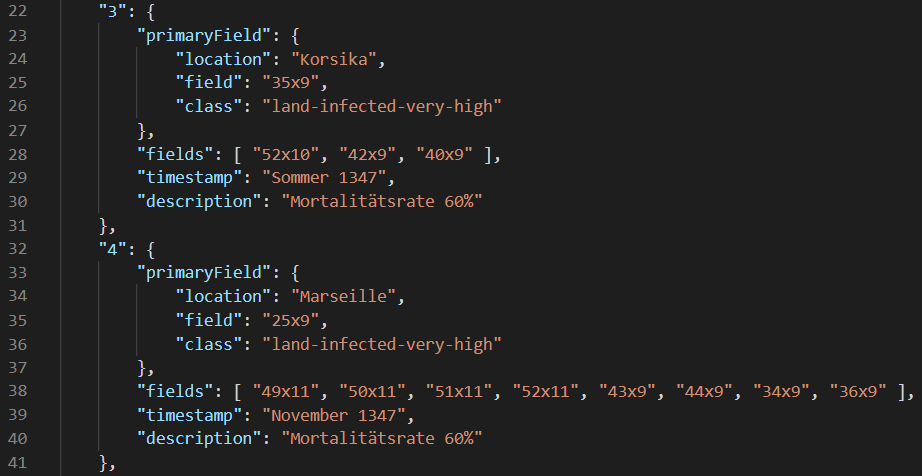 22 "3": {
23 "primaryField": {
24 "location": "Korsika",
25 "field": "35x9",
26 "class": "land-infected-very-high"
27 },
28 "fields": [ "52x10", "42x9", "40x9" ],
29 "timestamp": "Sommer 1347",
30 "description": "Mortalitätsrate 60%"
31 },
32 "4": {
33 "primaryField": {
34 "location": "Marseille",
35 "field": "25x9",
36 "class": "land-infected-very-high"
37 },
38 "fields": [ "49x11", "50x11", "51x11", "52x11", "43x9", "44x9", "34x9", "36x9" ],
39 "timestamp": "November 1347",
40 "description": "Mortalitätsrate 60%"
41 },